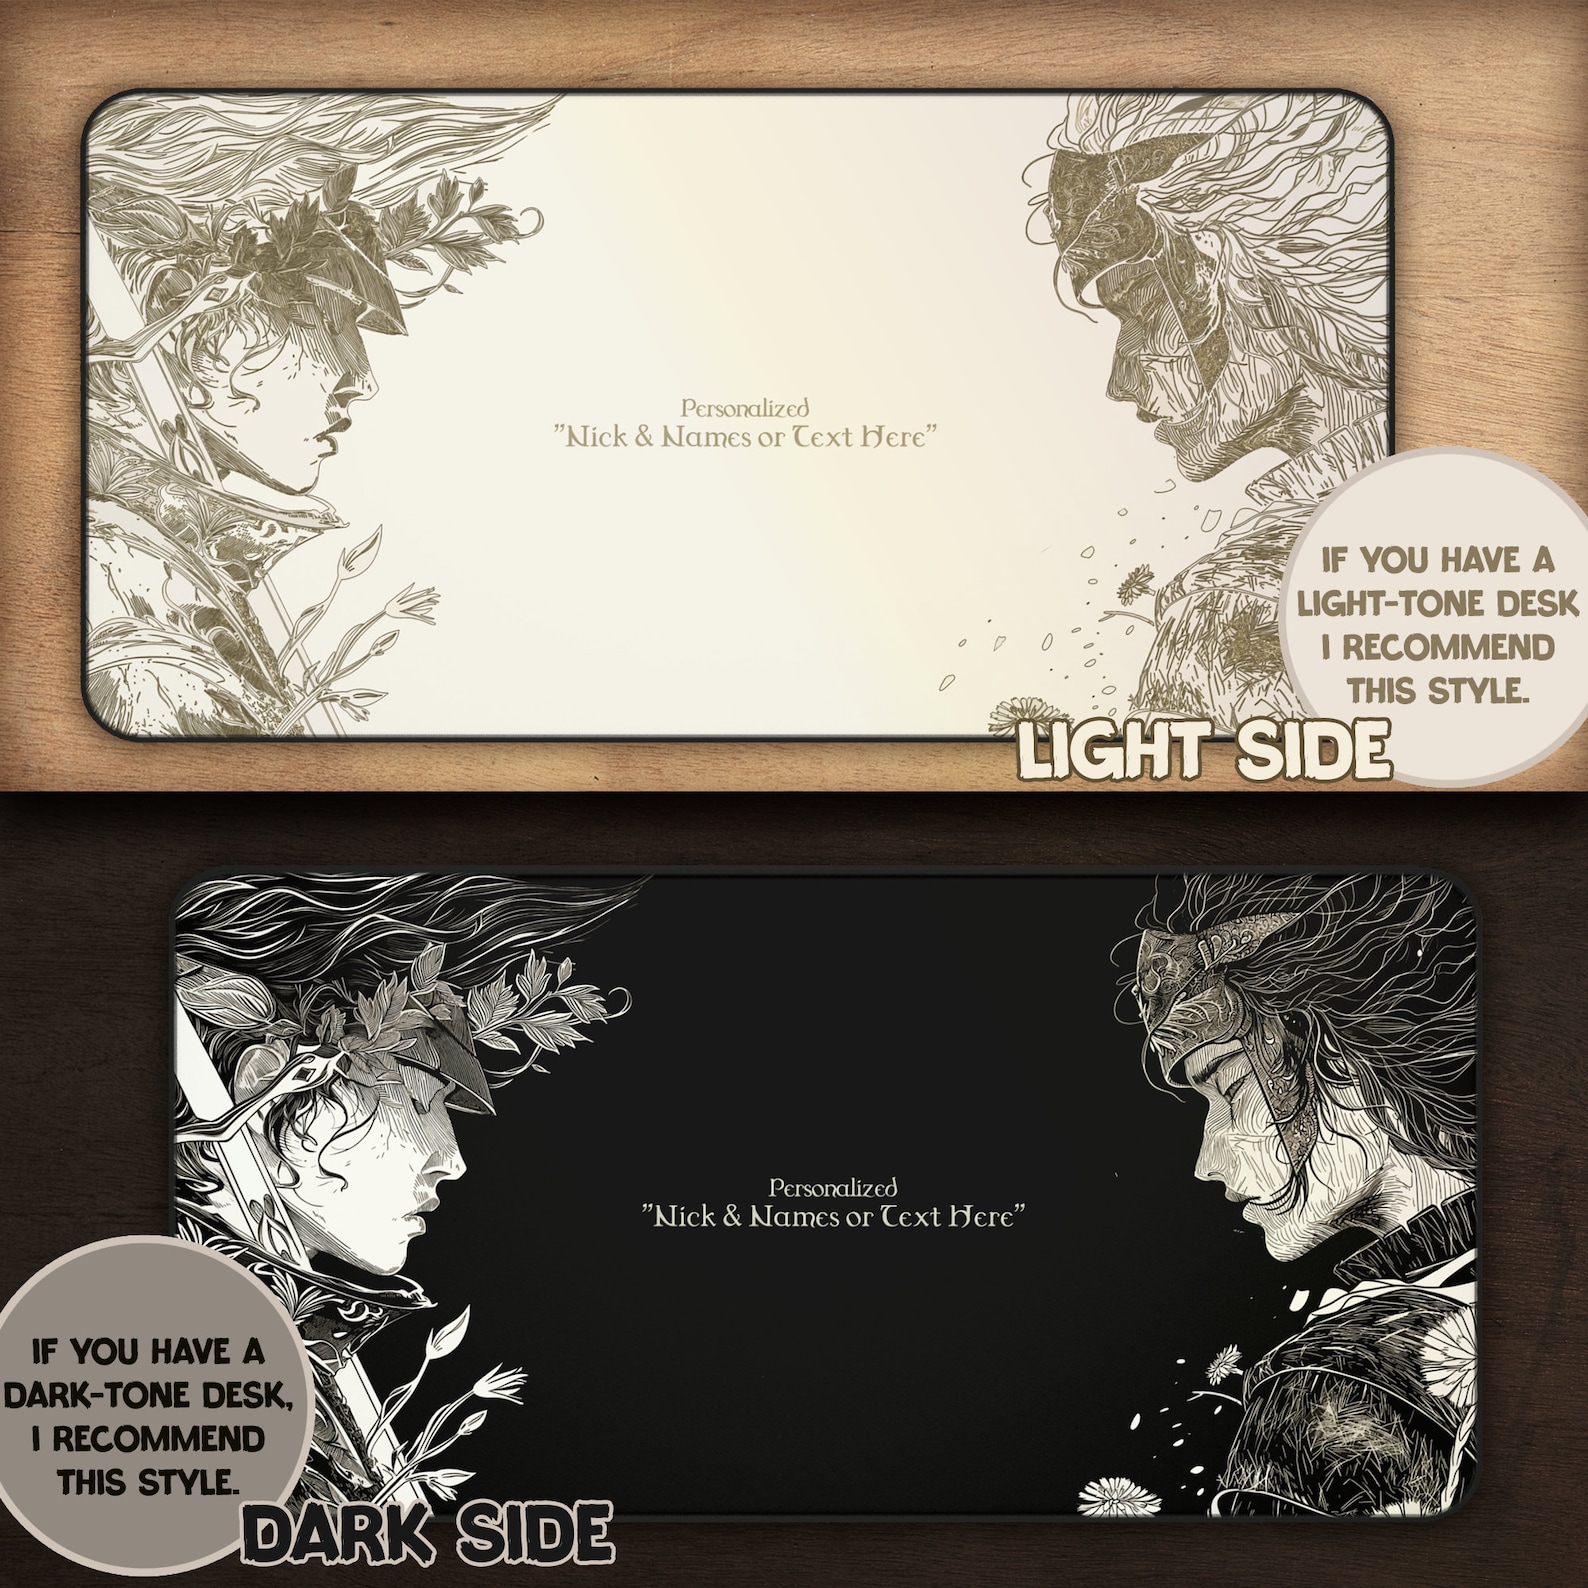 Personalized
"Nick & Names or Text Here"
IF YOU HAVE A
LIGHT-TONE DESK
I RECOMMEND
THIS STYLE.
LIGHT SIDE
Personalized
"Nick & Names or Text Here"
IF YOU HAVE A
DARK-TONE DESK,
I RECOMMEND
THIS STYLE.
DARK SIDE